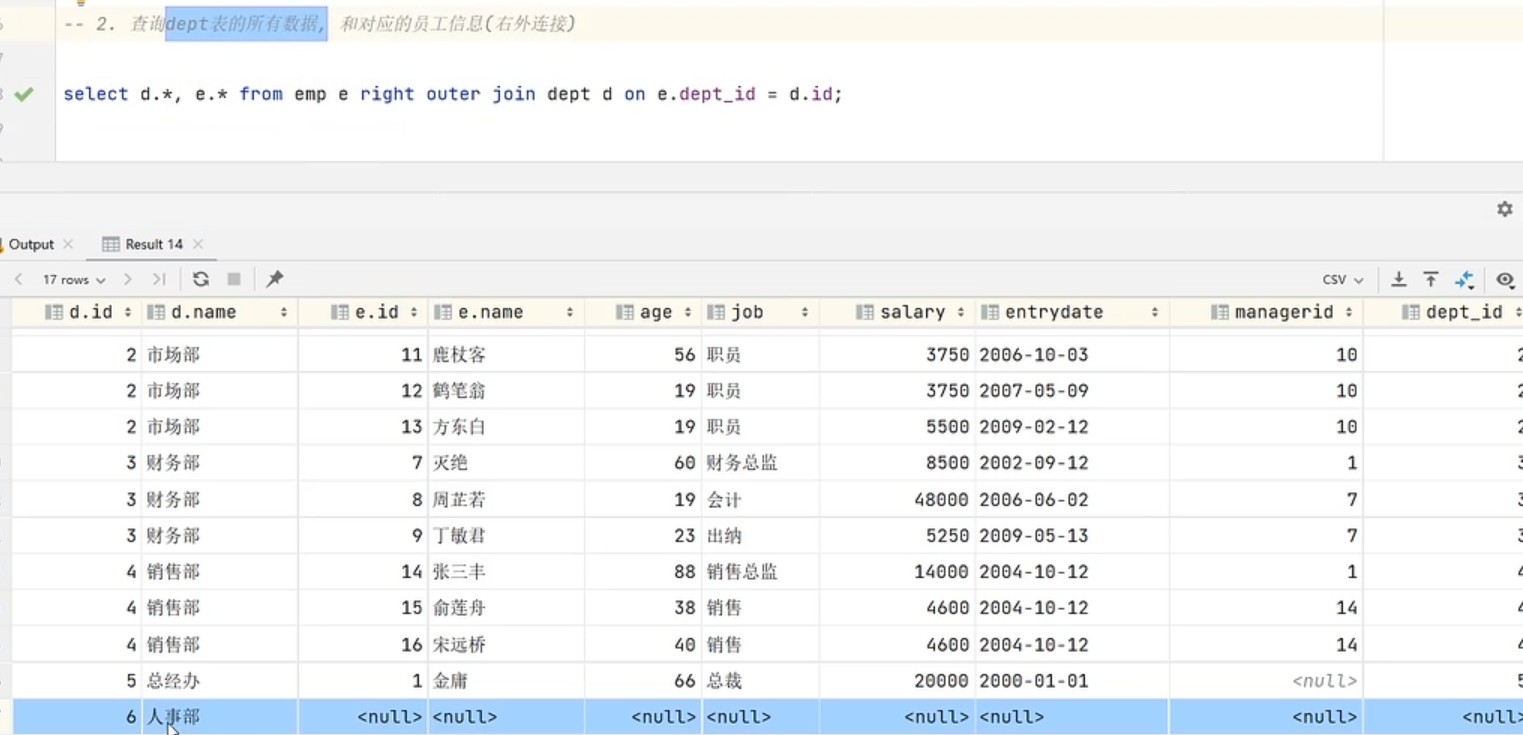 -- 2. 查询dept表的所有数据, 和对应的员工信息(右外连接)
select d.*, e.* from emp e right outer join dept d on e.dept_id = d.id;
Output Result 14
17 rows CSV
d.id d.name e.id e.name age job salary entrydate managerid dept_id
2 市场部 11 鹿杖客 56 职员 3750 2006-10-03 10 2
2 市场部 12 鹤笔翁 19 职员 3750 2007-05-09 10 2
2 市场部 13 方东白 19 职员 5500 2009-02-12 10 2
3 财务部 7 灭绝 60 财务总监 8500 2002-09-12 1 3
3 财务部 8 周芷若 19 会计 48000 2006-06-02 7 3
3 财务部 9 丁敏君 23 出纳 5250 2009-05-13 7 3
4 销售部 14 张三丰 88 销售总监 14000 2004-10-12 1 4
4 销售部 15 俞莲舟 38 销售 4600 2004-10-12 14 4
4 销售部 16 宋远桥 40 销售 4600 2004-10-12 14 4
5 总经办 1 金庸 66 总裁 20000 2000-01-01 <null> 5
6 人事部 <null> <null> <null> <null> <null> <null> <null> <null>